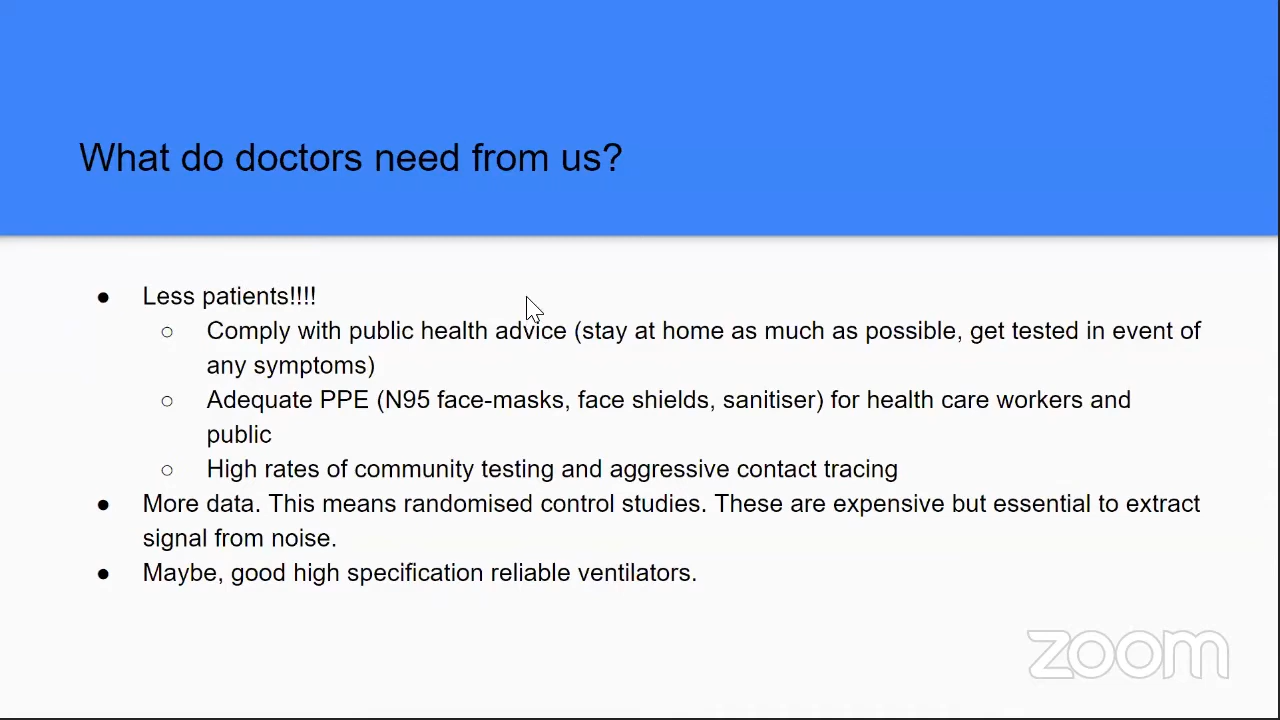 What do doctors need from us?
● Less patients!!!!
○ Comply with public health advice (stay at home as much as possible, get tested in event of
any symptoms)
○ Adequate PPE (N95 face-masks, face shields, sanitiser) for health care workers and
public
○ High rates of community testing and aggressive contact tracing
● More data. This means randomised control studies. These are expensive but essential to extract
signal from noise.
● Maybe, good high specification reliable ventilators.
zoom